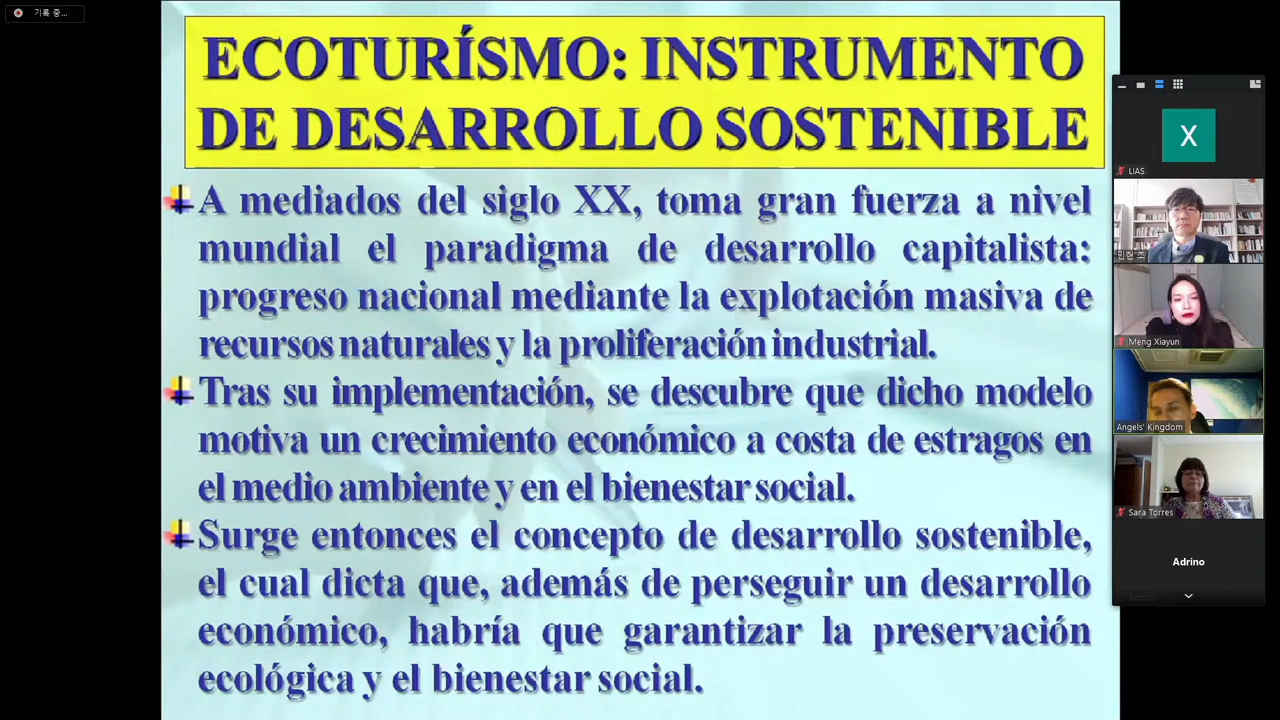 기록 중...
ECOTURÍSMO: INSTRUMENTO
DE DESARROLLO SOSTENIBLE
A mediados del siglo XX, toma gran fuerza a nivel
mundial el paradigma de desarrollo capitalista:
progreso nacional mediante la explotación masiva de
recursos naturales y la proliferación industrial.
Tras su implementación, se descubre que dicho modelo
motiva un crecimiento económico a costa de estragos en
el medio ambiente y en el bienestar social.
Surge entonces el concepto de desarrollo sostenible,
el cual dicta que, además de perseguir un desarrollo
económico, habría que garantizar la preservación
ecológica y el bienestar social.
X
LIAS
Meng Xiayun
Angels' Kingdom
Sara Torres
Adrino